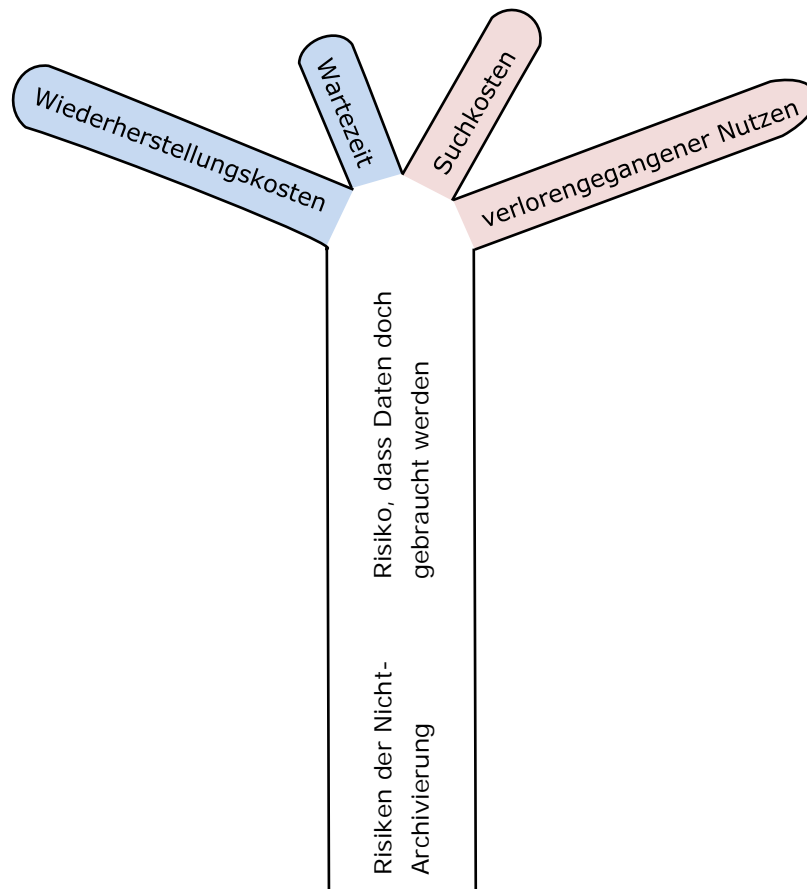 Wiederherstellungskosten
Wartezeit
Suchkosten
verlorengegangener Nutzen
Risiko, dass Daten doch
gebraucht werden
Risiken der Nicht-
Archivierung